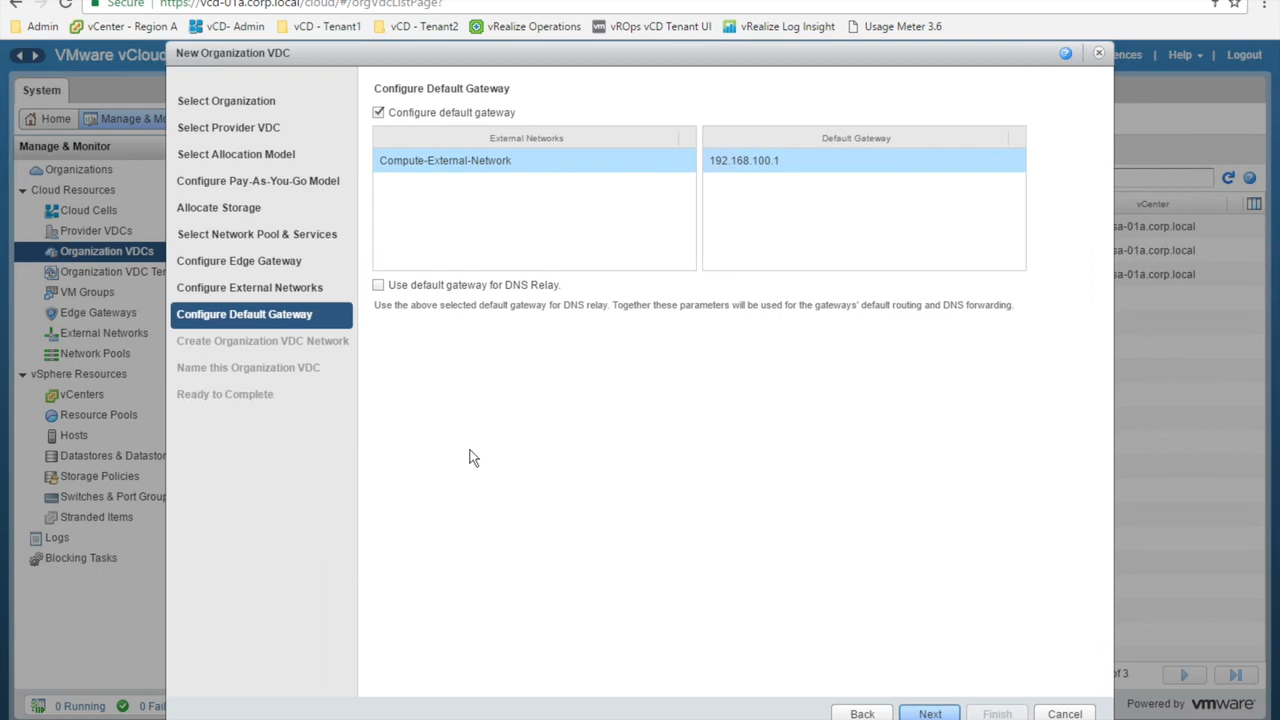 Secure https://vcd-01a.corp.local/cloud/#/orgVdcListPage?
Admin vCenter - Region A vCD- Admin vCD - Tenant1 vCD - Tenant2 vRealize Operations vm vROps vCD Tenant UI vRealize Log Insight Usage Meter 3.6
VMware vCloud
New Organization VDC
Help
Logout
System
Home
Manage & Mo
Manage & Monitor
Organizations
Cloud Resources
Cloud Cells
Provider VDCs
Organization VDCs
Organization VDC Tem
VM Groups
Edge Gateways
External Networks
Network Pools
vSphere Resources
vCenters
Resource Pools
Hosts
Datastores & Datastor
Storage Policies
Switches & Port Group
Stranded Items
Logs
Blocking Tasks
0 Running 0 Fail
Select Organization
Select Provider VDC
Select Allocation Model
Configure Pay-As-You-Go Model
Allocate Storage
Select Network Pool & Services
Configure Edge Gateway
Configure External Networks
Configure Default Gateway
Create Organization VDC Network
Name this Organization VDC
Ready to Complete
Configure Default Gateway
Configure default gateway
External Networks Default Gateway
Compute-External-Network 192.168.100.1
Use default gateway for DNS Relay.
Use the above selected default gateway for DNS relay. Together these parameters will be used for the gateways' default routing and DNS forwarding.
Back Next Finish Cancel
ences
vCenter
sa-01a.corp.local
sa-01a.corp.local
sa-01a.corp.local
of 3
Powered by vmware